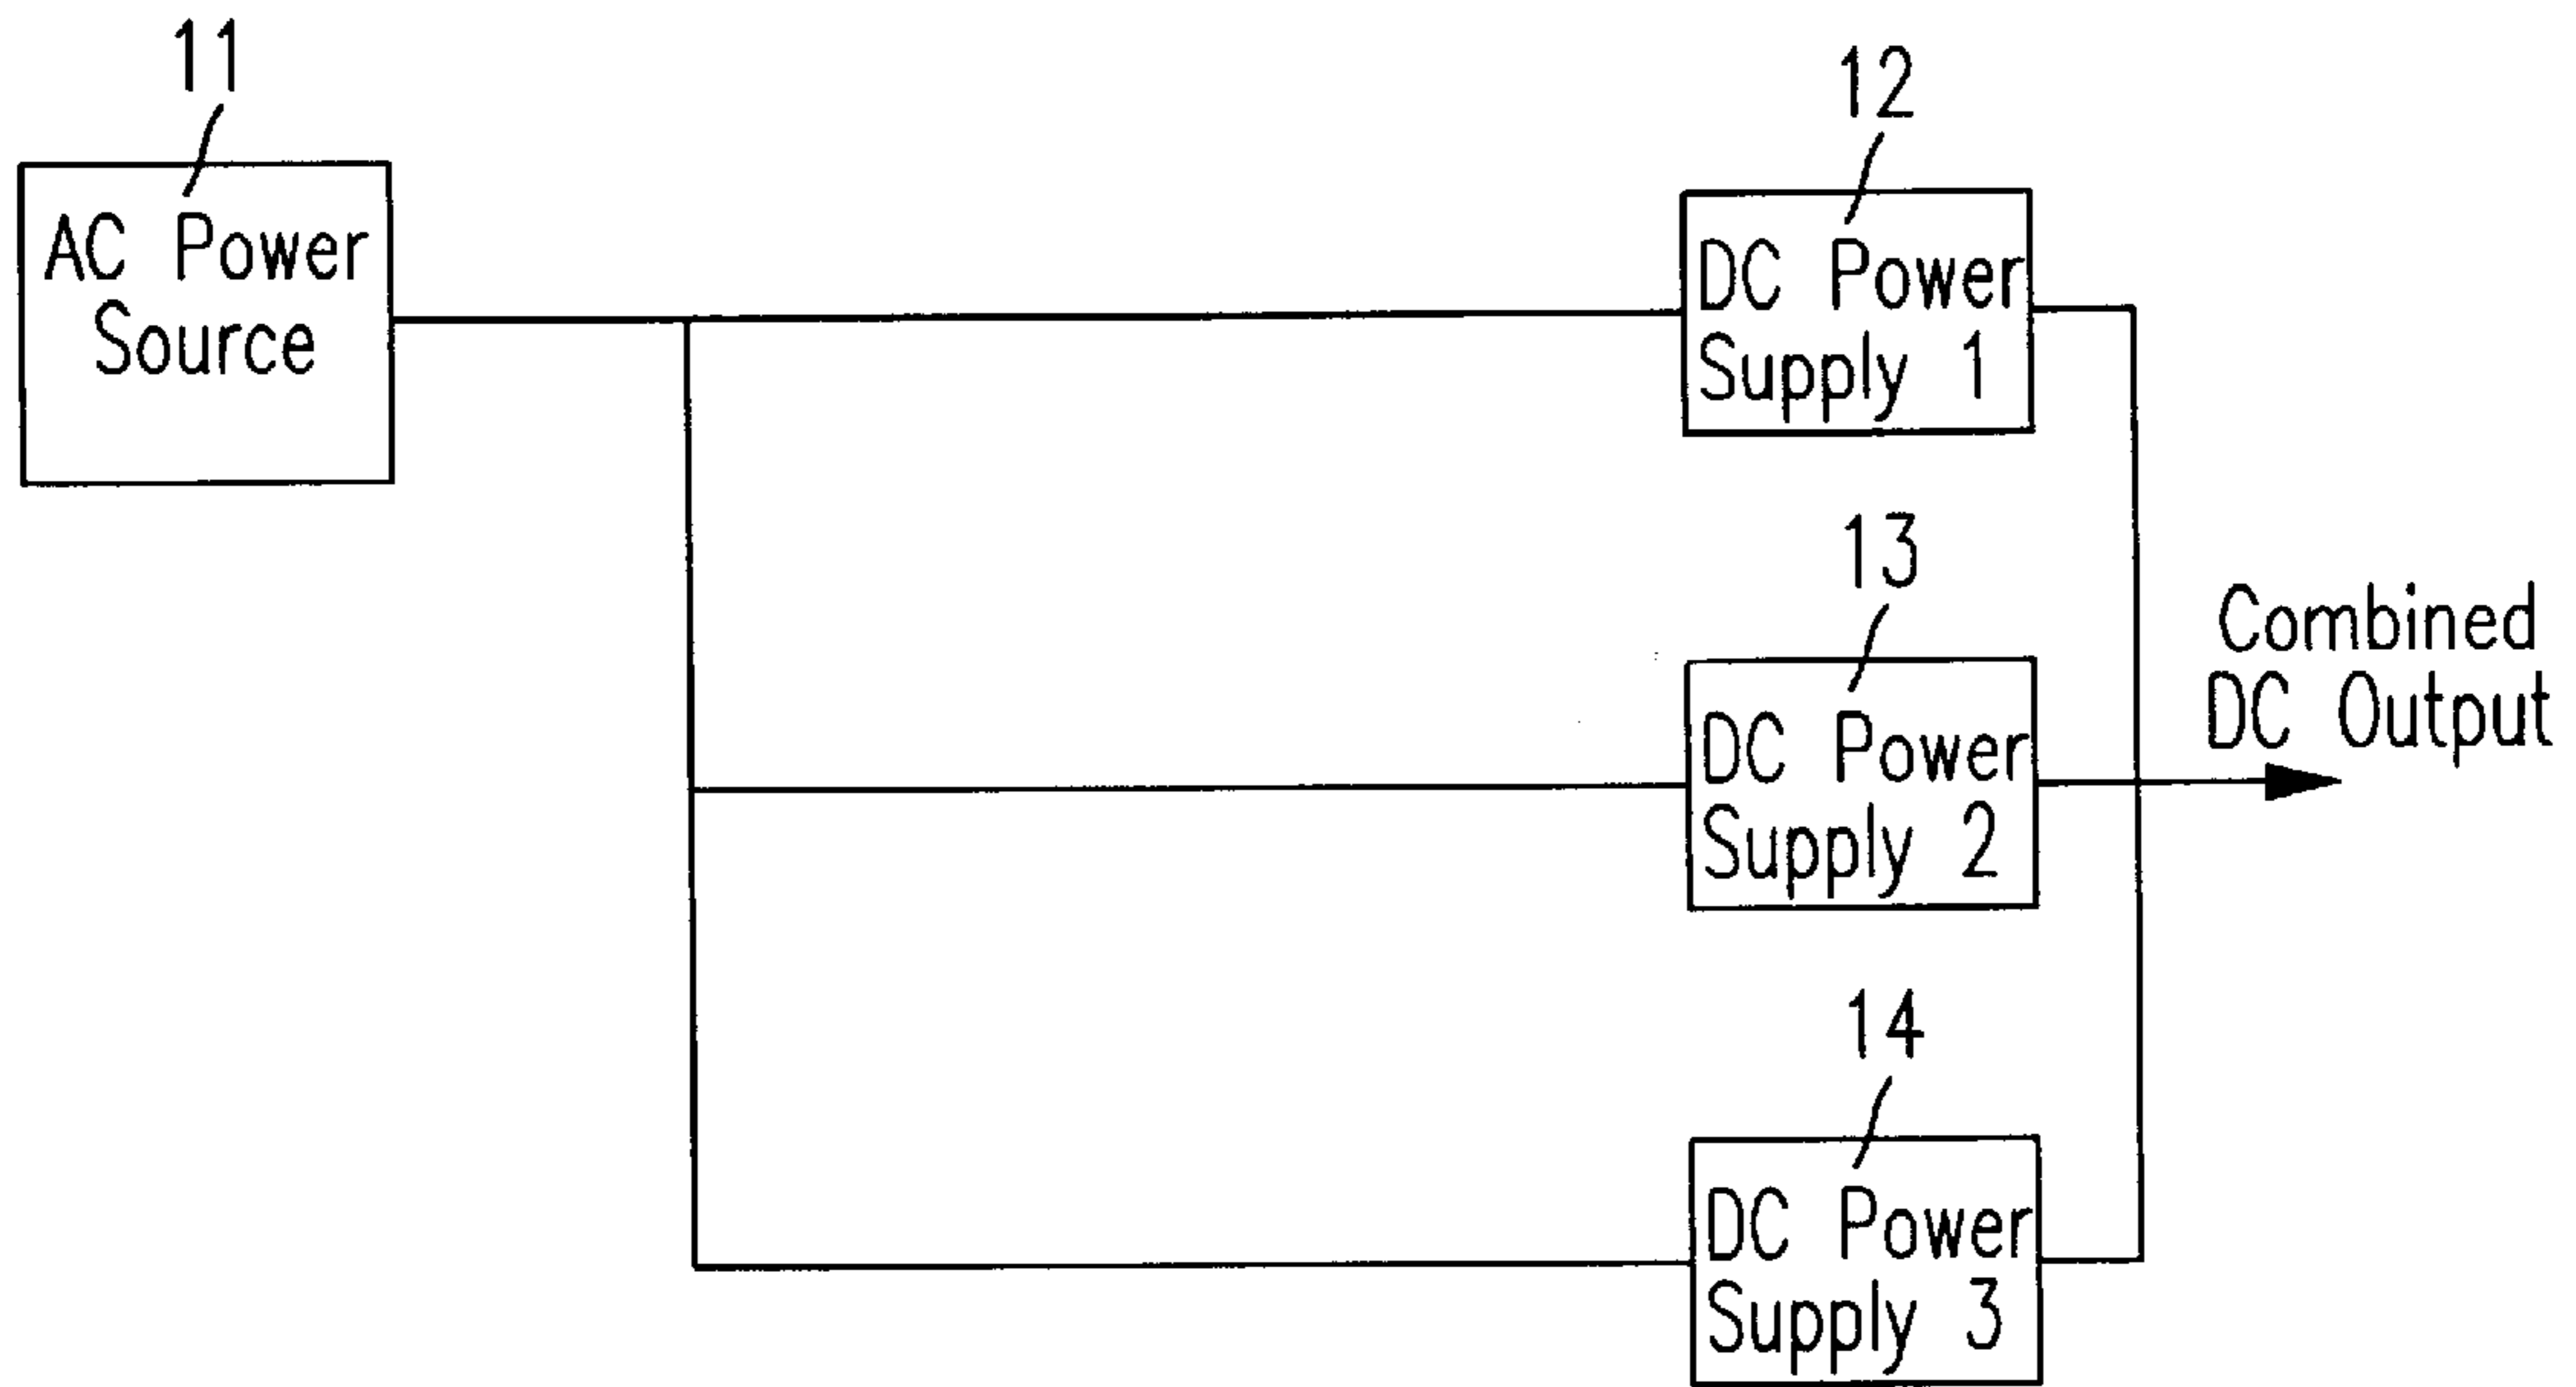 11
AC Power
Source
12
DC Power
Supply 1
13
DC Power
Supply 2
Combined
DC Output
14
DC Power
Supply 3